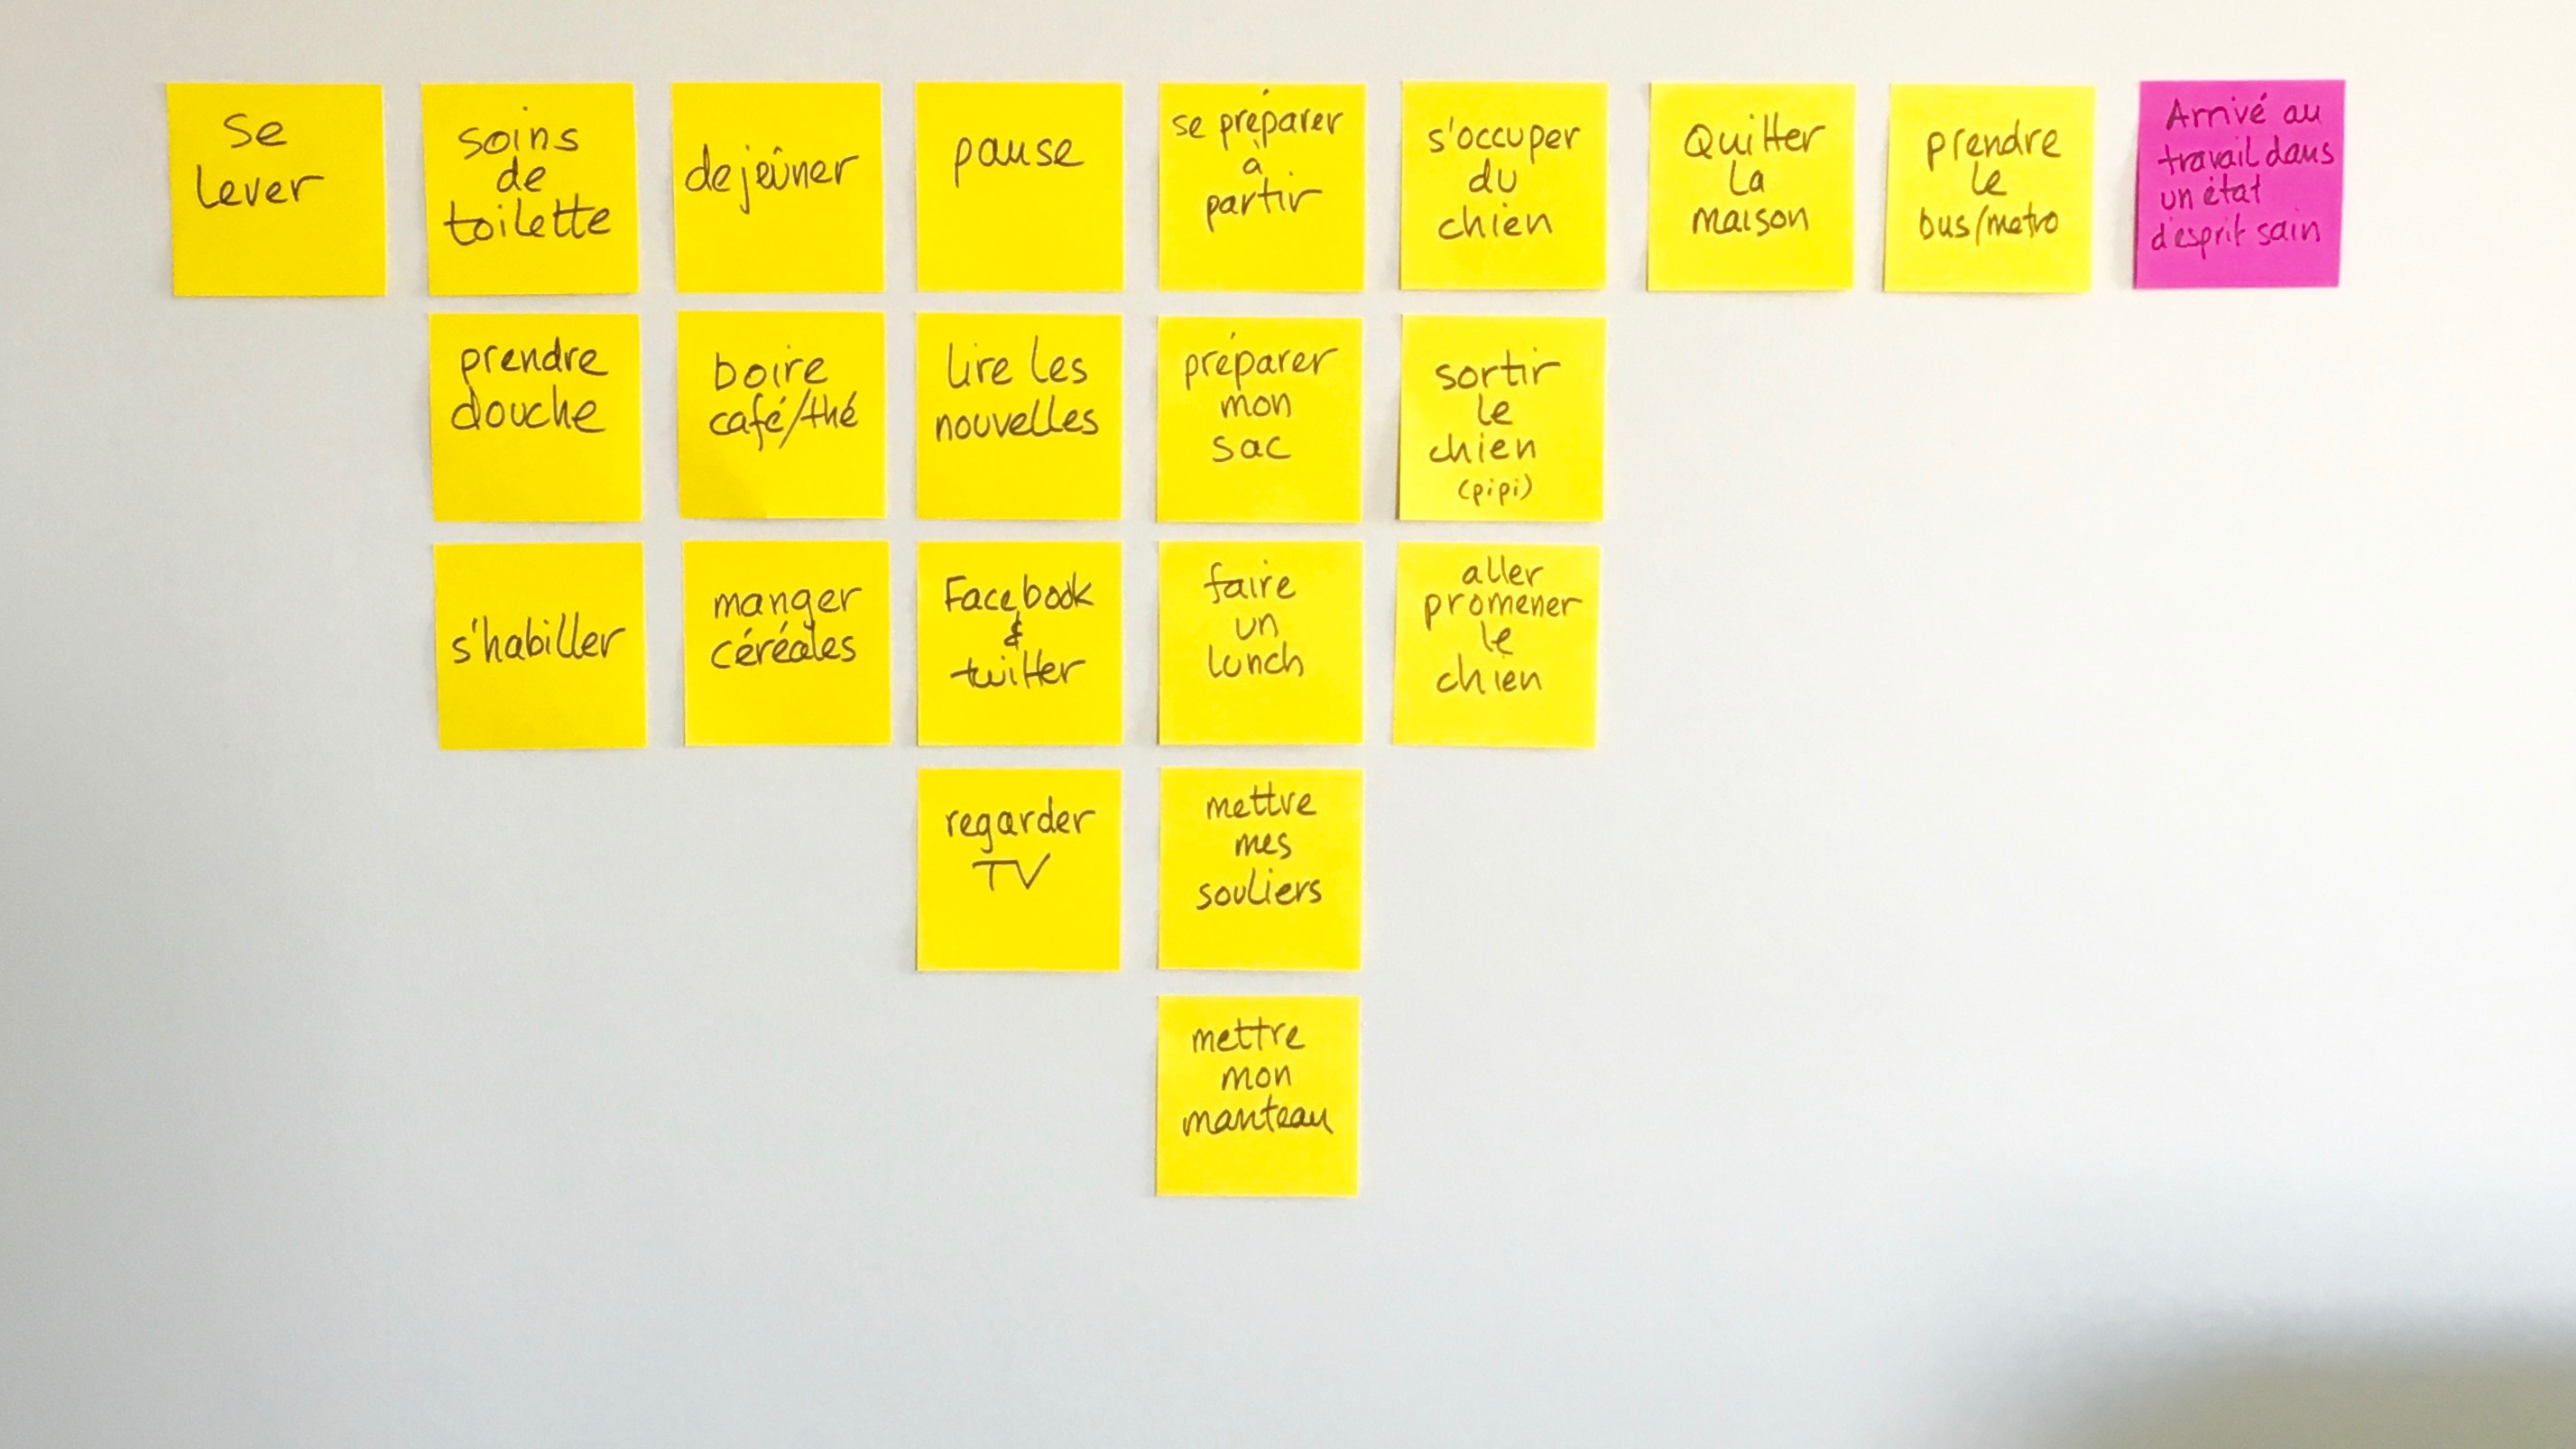 se
lever
soins
de
toilette
dejeûner
pause
se préparer
à
partir
s'occuper
du
chien
Quitter
la
maison
prendre
le
bus/metro
Arrivé au
travail dans
un état
d'esprit sain
prendre
douche
boire
café/thé
lire les
nouvelles
préparer
mon
sac
sortir
le
chien
(pipi)
s'habiller
manger
céréales
Facebook
&
twitter
faire
un
lunch
aller
promener
le
chien
regarder
TV
mettre
mes
souliers
mettre
mon
manteau